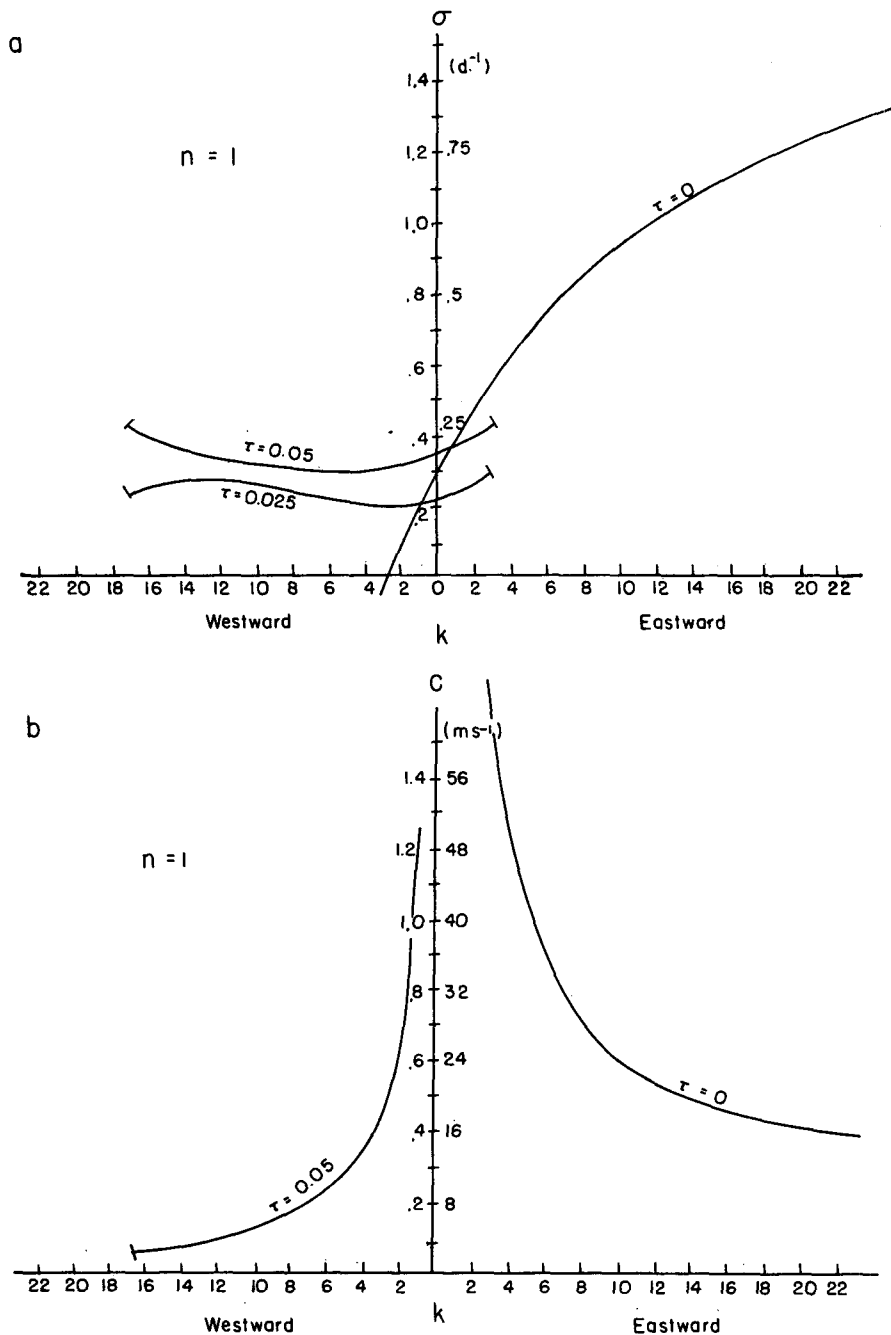 a
σ
(d⁻¹)
n = 1
1.4
1.2 .75
1.0
.8 .5
.6
.4 .25
.2
τ = 0
τ = 0.05
τ = 0.025
22 20 18 16 14 12 10 8 6 4 2 0 2 4 6 8 10 12 14 16 18 20 22
Westward Eastward
k
b
C
(ms⁻¹)
n = 1
1.4 56
1.2 48
1.0 40
.8 32
.6 24
.4 16
.2 8
τ = 0.05
τ = 0
22 20 18 16 14 12 10 8 6 4 2 2 4 6 8 10 12 14 16 18 20 22
Westward k Eastward